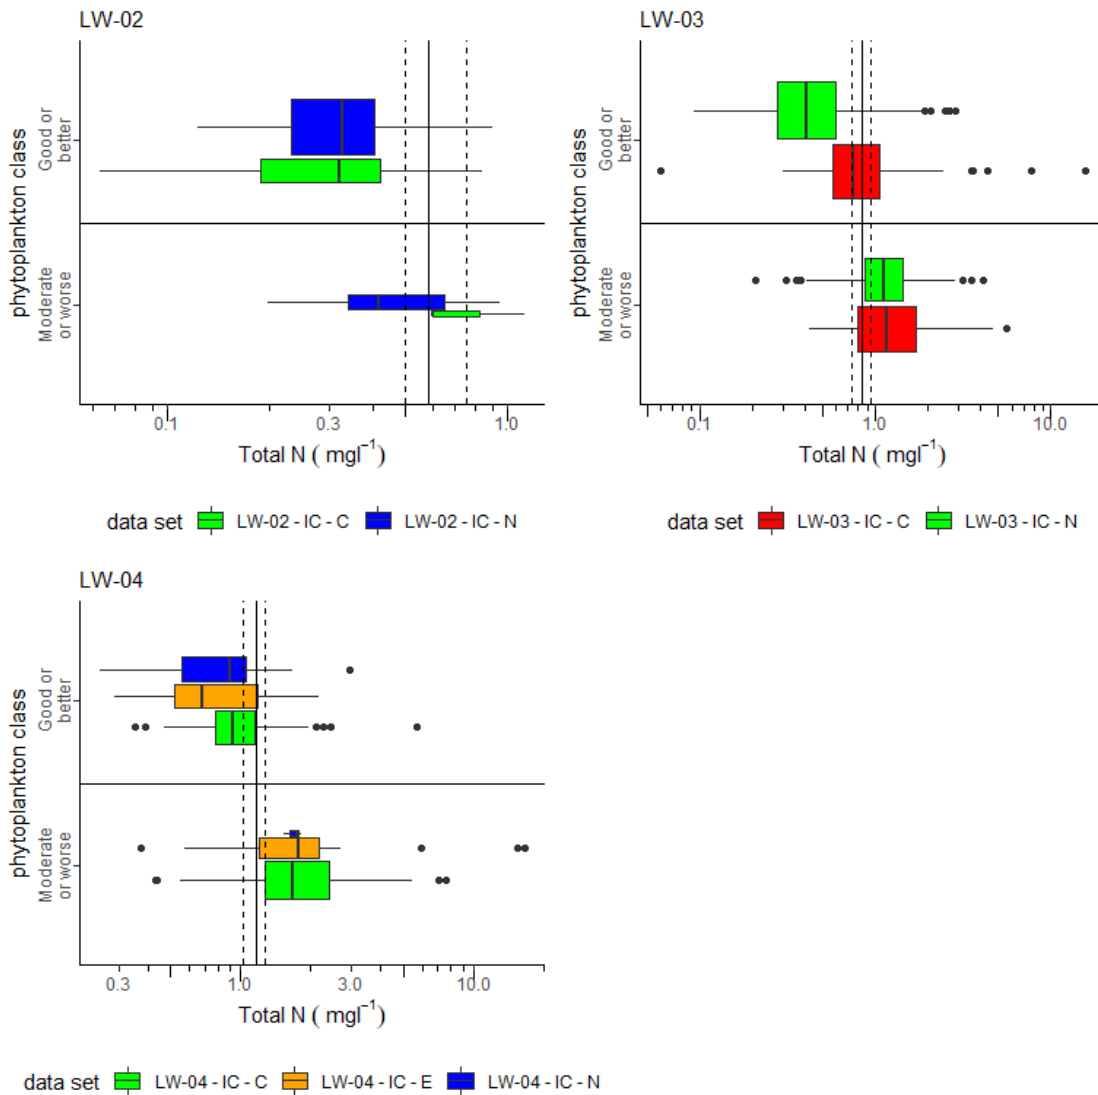 LW-02
phytoplankton class
Good or
better
Moderate
or worse
0.1
0.3
1.0
Total N ( mgl⁻¹)
data set
LW-02 - IC - C
LW-02 - IC - N
LW-03
phytoplankton class
Good or
better
Moderate
or worse
0.1
1.0
10.0
Total N ( mgl⁻¹)
data set
LW-03 - IC - C
LW-03 - IC - N
LW-04
phytoplankton class
Good or
better
Moderate
or worse
0.3
1.0
3.0
10.0
Total N ( mgl⁻¹)
data set
LW-04 - IC - C
LW-04 - IC - E
LW-04 - IC - N